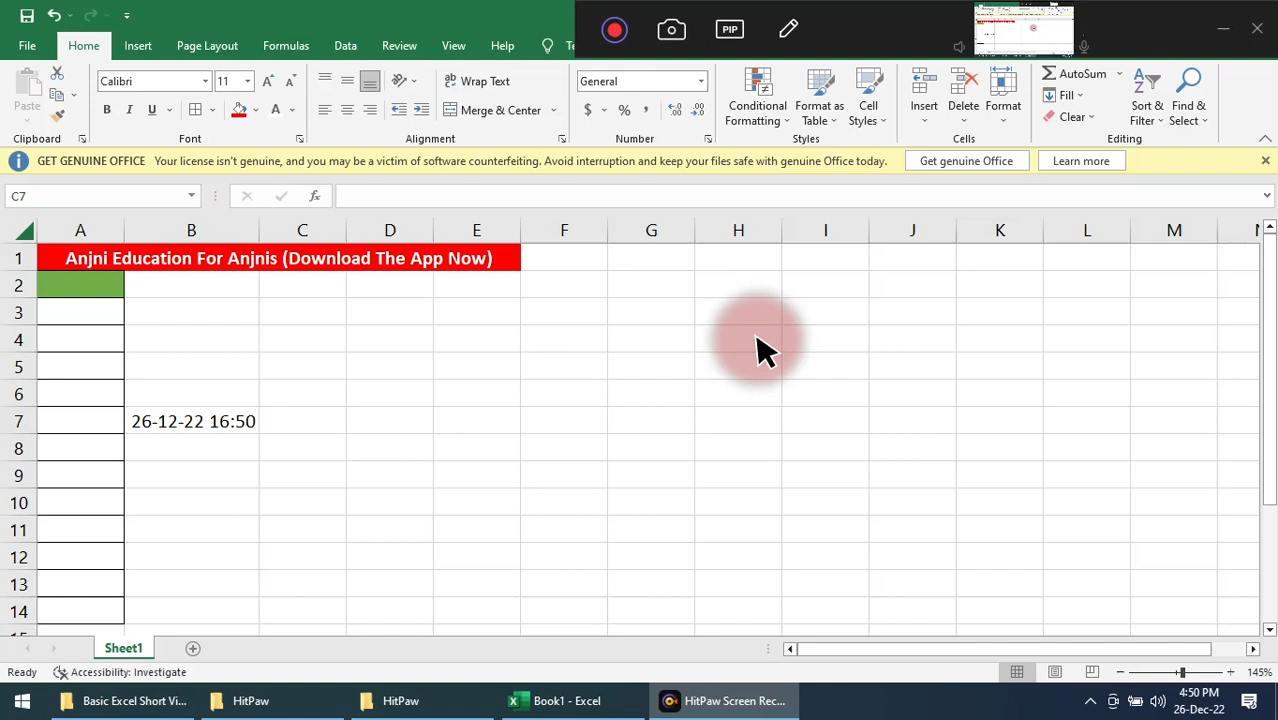 File Home Insert Page Layout View
PIP
Paste
Calibri 11 A
B I U A
Wrap Text
Merge & Center
General
$ % ,
Conditional Formatting
Format as Table
Cell Styles
Insert Delete Format
AutoSum
Fill
Clear
Sort & Filter
Find & Select
Clipboard Font Alignment Number Styles Cells Editing
GET GENUINE OFFICE Your license isn't genuine, and you may be a victim of software counterfeiting. Avoid interruption and keep your files safe with genuine Office today. Get genuine Office Learn more
C7 fx
A B C D E F G H I J K L M N
1 Anjni Education For Anjnis (Download The App Now)
2
3
4
5
6
7 26-12-22 16:50
8
9
10
11
12
13
14
15
Sheet1
Ready Accessibility: Investigate 145%
Basic Excel Short Vi... HitPaw HitPaw Book1 - Excel HitPaw Screen Rec... 4:50 PM
26-Dec-22